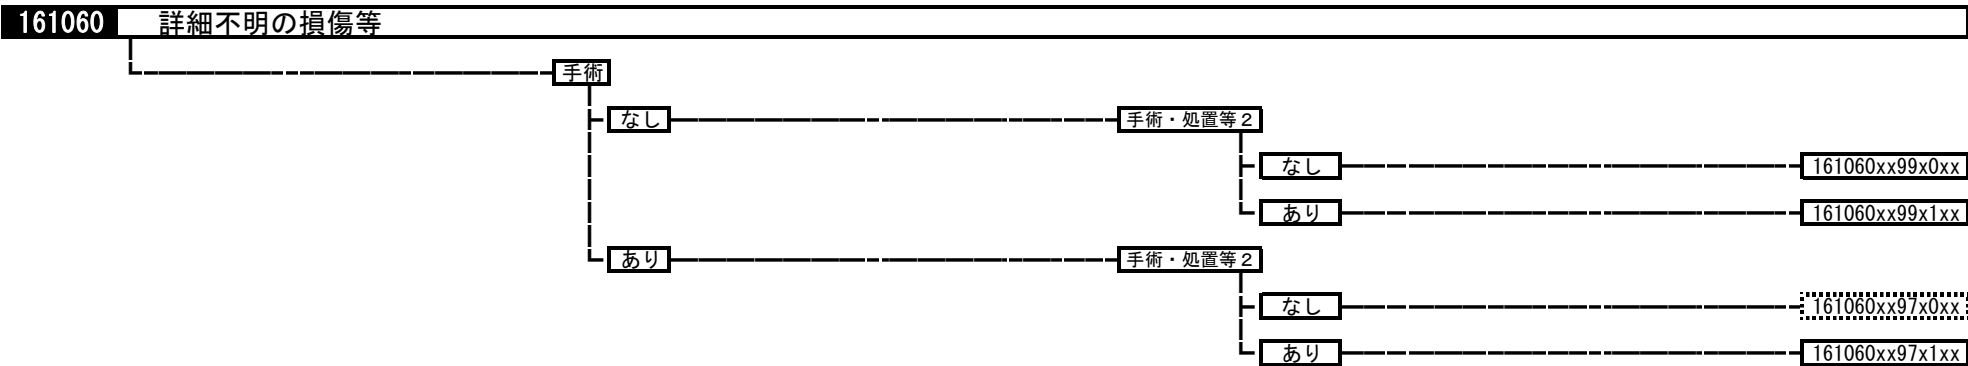 161060 詳細不明の損傷等
手術
なし 手術・処置等２
なし 161060xx99x0xx
あり 161060xx99x1xx
あり 手術・処置等２
なし 161060xx97x0xx
あり 161060xx97x1xx